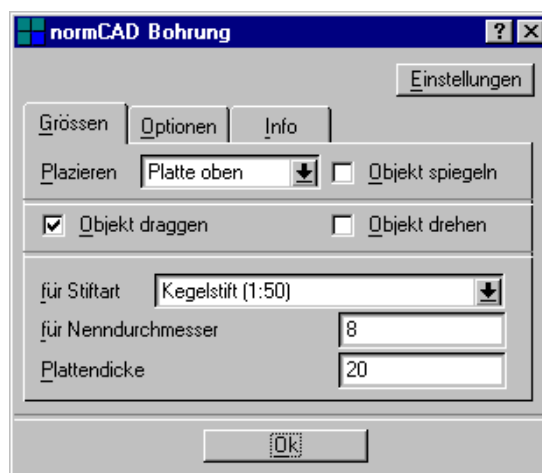 normCAD Bohrung
Einstellungen
Grössen Optionen Info
Plazieren Platte oben Objekt spiegeln
Objekt draggen Objekt drehen
für Stiftart Kegelstift (1:50)
für Nenndurchmesser 8
Plattendicke 20
Ok